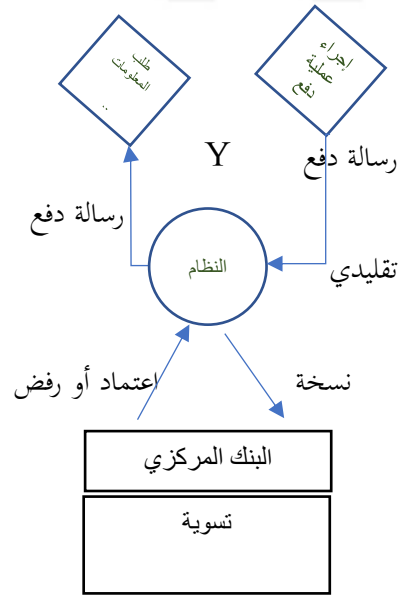 إجراء
عملية
دفع
طلب
المعلومات
..
Y
رسالة دفع
رسالة دفع
النظام
تقليدي
اعتماد أو رفض
نسخة
البنك المركزي
تسوية